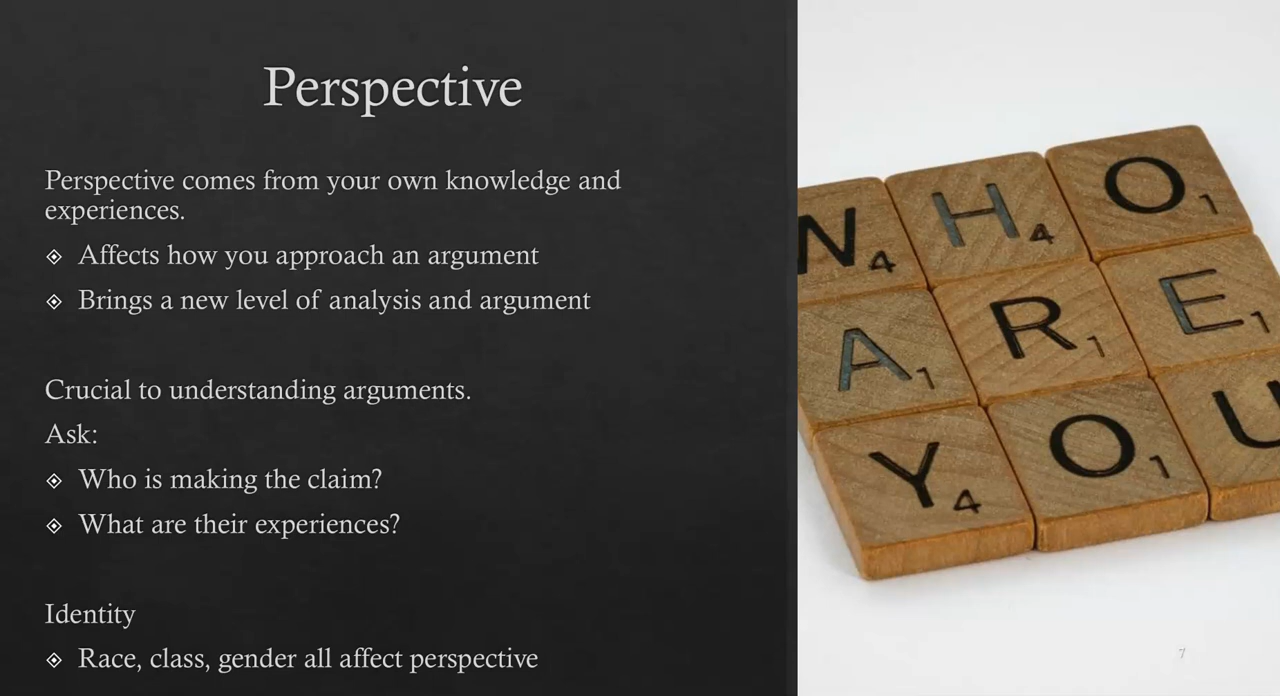 Perspective
Perspective comes from your own knowledge and
experiences.
Affects how you approach an argument
Brings a new level of analysis and argument
Crucial to understanding arguments.
Ask:
Who is making the claim?
What are their experiences?
Identity
Race, class, gender all affect perspective
W4 H4 O1
A1 R1 E1
Y4 O1 U
7